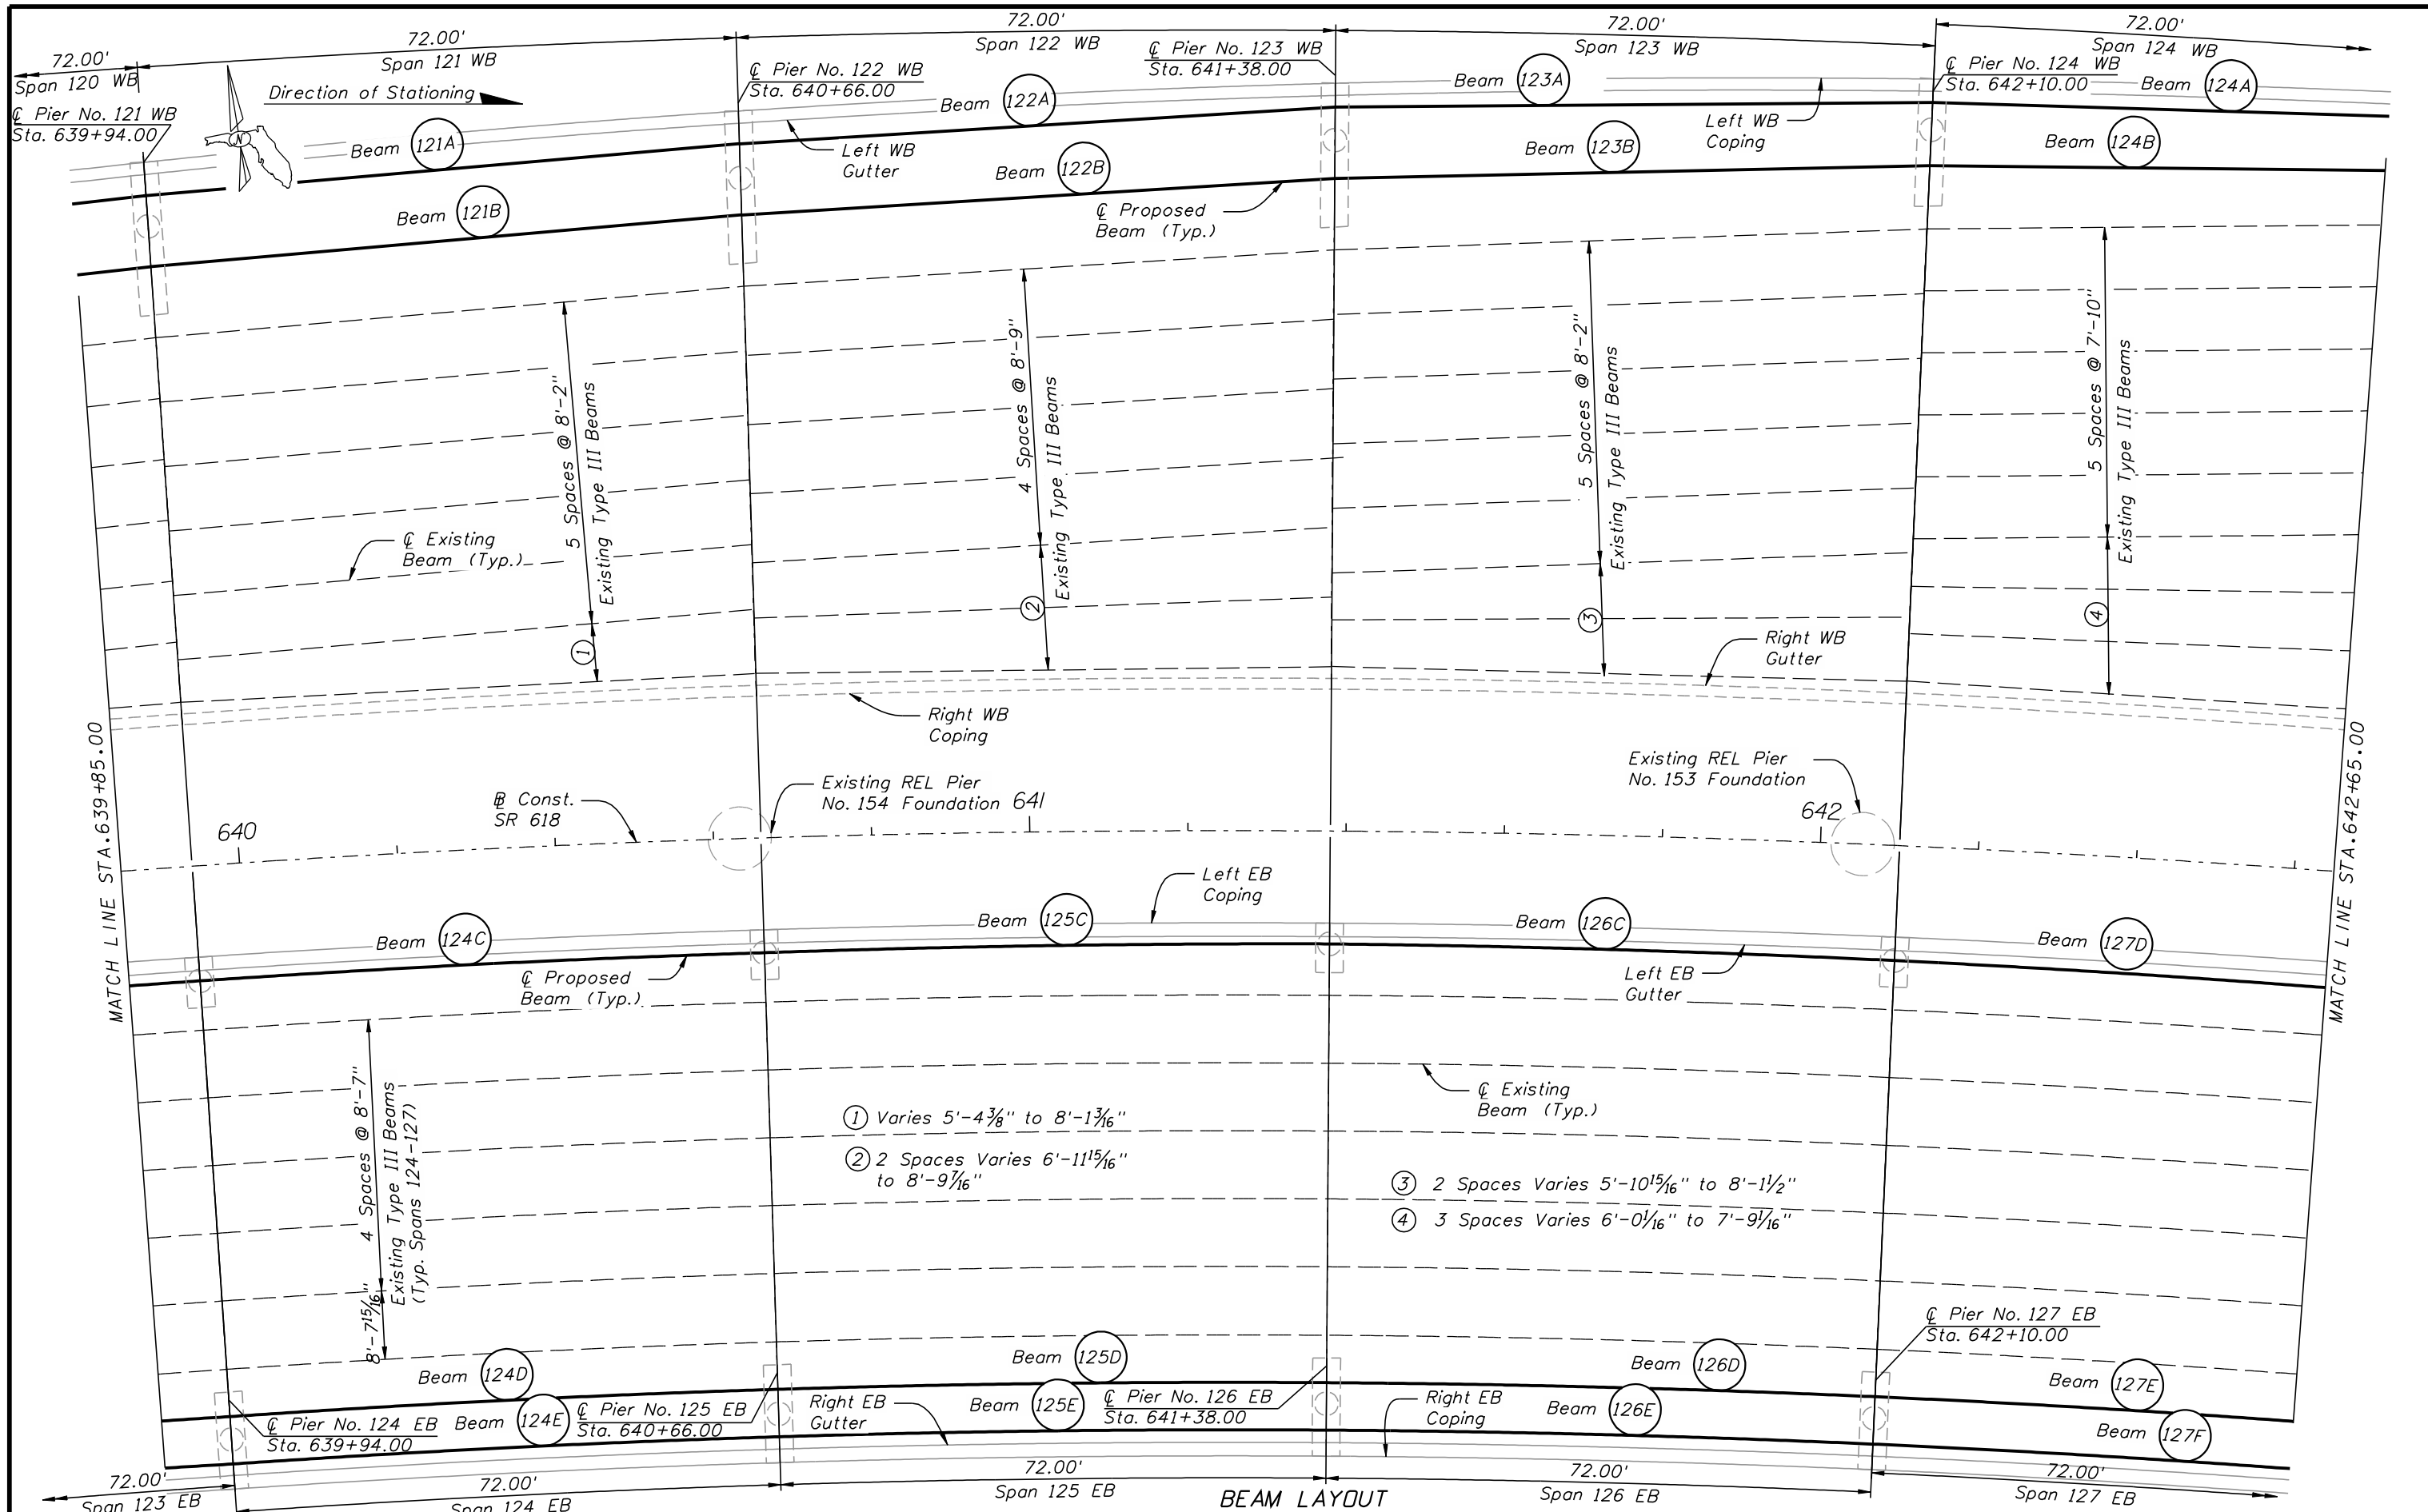 72.00'
Span 120 WB
72.00'
Span 121 WB
72.00'
Span 122 WB
72.00'
Span 123 WB
72.00'
Span 124 WB
℄ Pier No. 121 WB
Sta. 639+94.00
Direction of Stationing
N
℄ Pier No. 122 WB
Sta. 640+66.00
℄ Pier No. 123 WB
Sta. 641+38.00
℄ Pier No. 124 WB
Sta. 642+10.00
Beam 121A
Beam 122A
Beam 123A
Beam 124A
Left WB
Gutter
Left WB
Coping
Beam 121B
Beam 122B
Beam 123B
Beam 124B
℄ Proposed
Beam (Typ.)
5 Spaces @ 8'-2"
Existing Type III Beams
1
4 Spaces @ 8'-9"
Existing Type III Beams
2
5 Spaces @ 8'-2"
Existing Type III Beams
3
5 Spaces @ 7'-10"
Existing Type III Beams
4
℄ Existing
Beam (Typ.)
Right WB
Gutter
Right WB
Coping
MATCH LINE STA. 639+85.00
MATCH LINE STA. 642+65.00
640
B Const.
SR 618
Existing REL Pier
No. 154 Foundation
641
Existing REL Pier
No. 153 Foundation
642
Left EB
Coping
Beam 124C
Beam 125C
Beam 126C
Beam 127D
℄ Proposed
Beam (Typ.)
Left EB
Gutter
4 Spaces @ 8'-7"
Existing Type III Beams
(Typ. Spans 124-127)
8'-7 15/16"
℄ Existing
Beam (Typ.)
1 Varies 5'-4 3/8" to 8'-1 3/16"
2 2 Spaces Varies 6'-11 15/16"
to 8'-9 7/16"
3 2 Spaces Varies 5'-10 15/16" to 8'-1 1/2"
4 3 Spaces Varies 6'-0 1/16" to 7'-9 1/16"
℄ Pier No. 127 EB
Sta. 642+10.00
Beam 124D
Beam 125D
Beam 126D
Beam 127E
℄ Pier No. 124 EB
Sta. 639+94.00
Beam 124E
℄ Pier No. 125 EB
Sta. 640+66.00
Right EB
Gutter
Beam 125E
℄ Pier No. 126 EB
Sta. 641+38.00
Right EB
Coping
Beam 126E
Beam 127F
72.00'
Span 123 EB
72.00'
Span 124 EB
72.00'
Span 125 EB
72.00'
Span 126 EB
72.00'
Span 127 EB
BEAM LAYOUT